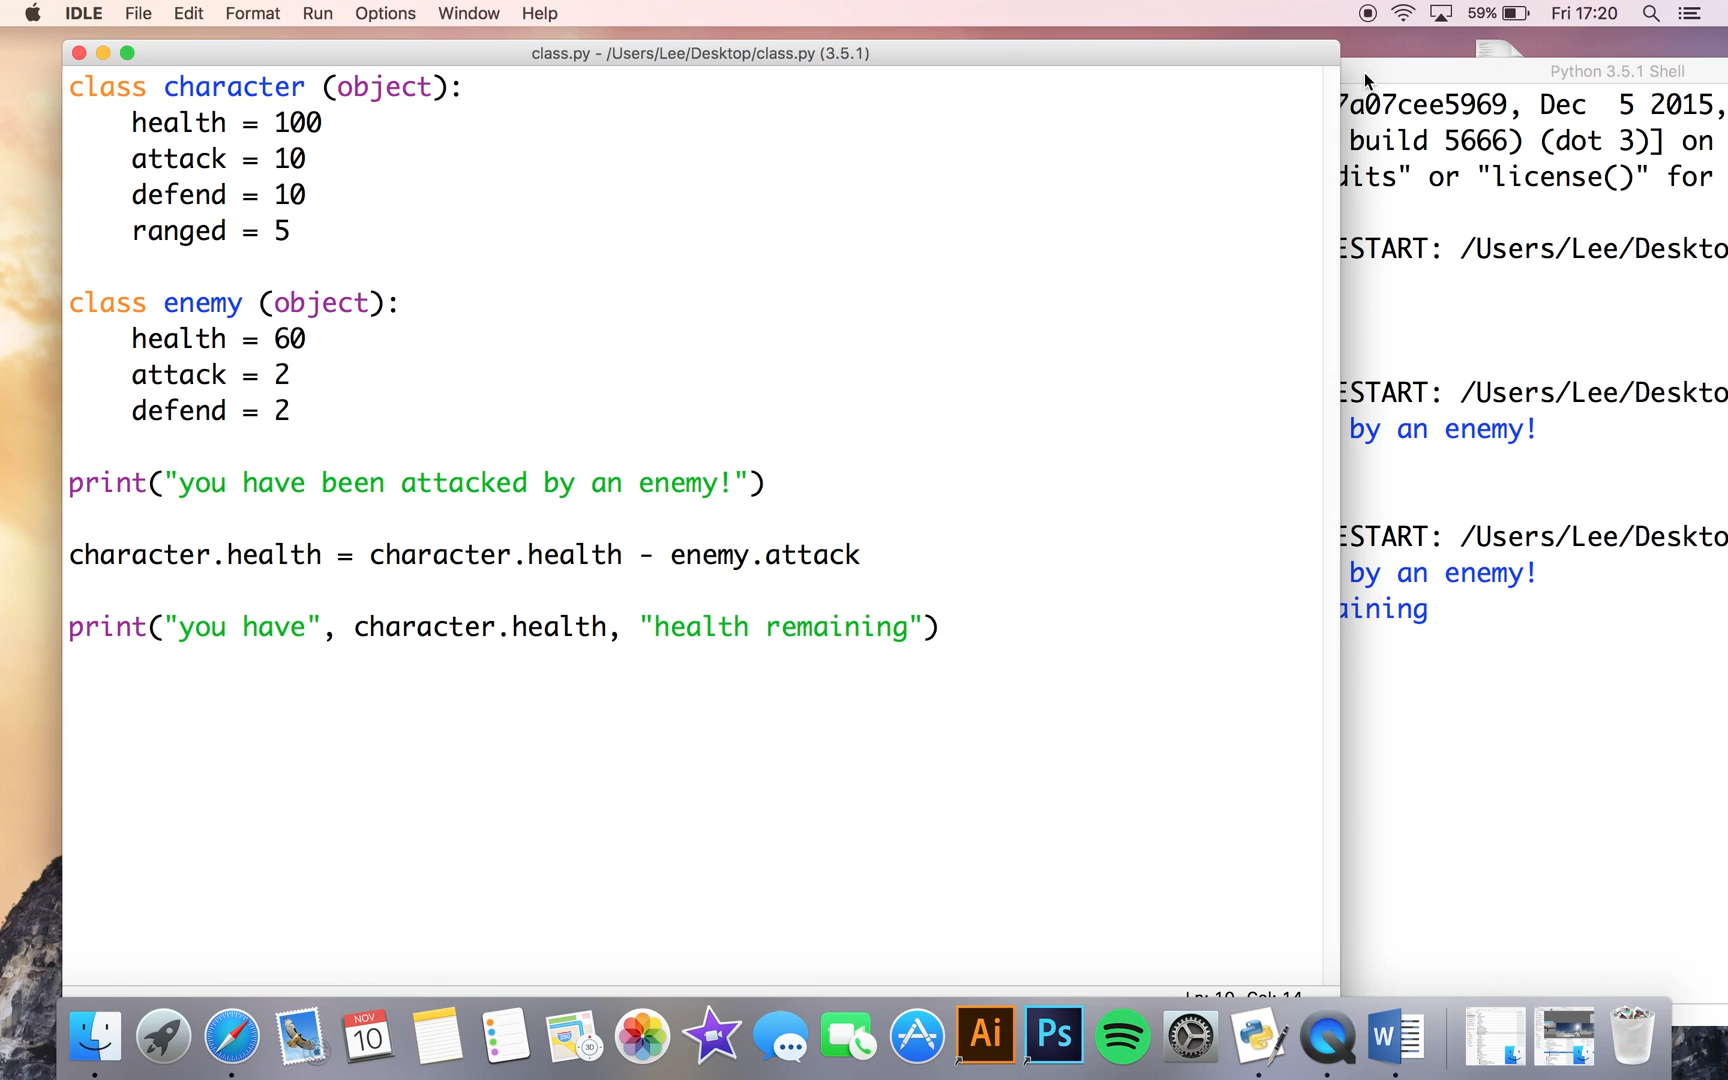 IDLE File Edit Format Run Options Window Help 59% Fri 17:20
class.py - /Users/Lee/Desktop/class.py (3.5.1)
class character (object):
health = 100
attack = 10
defend = 10
ranged = 5
class enemy (object):
health = 60
attack = 2
defend = 2
print("you have been attacked by an enemy!")
character.health = character.health - enemy.attack
print("you have", character.health, "health remaining")
Python 3.5.1 Shell
7a07cee5969, Dec 5 2015,
build 5666) (dot 3)] on
dits" or "license()" for
ESTART: /Users/Lee/Deskto
ESTART: /Users/Lee/Deskto
by an enemy!
ESTART: /Users/Lee/Deskto
by an enemy!
aining
NOV
10
3D
Ai
Ps
W